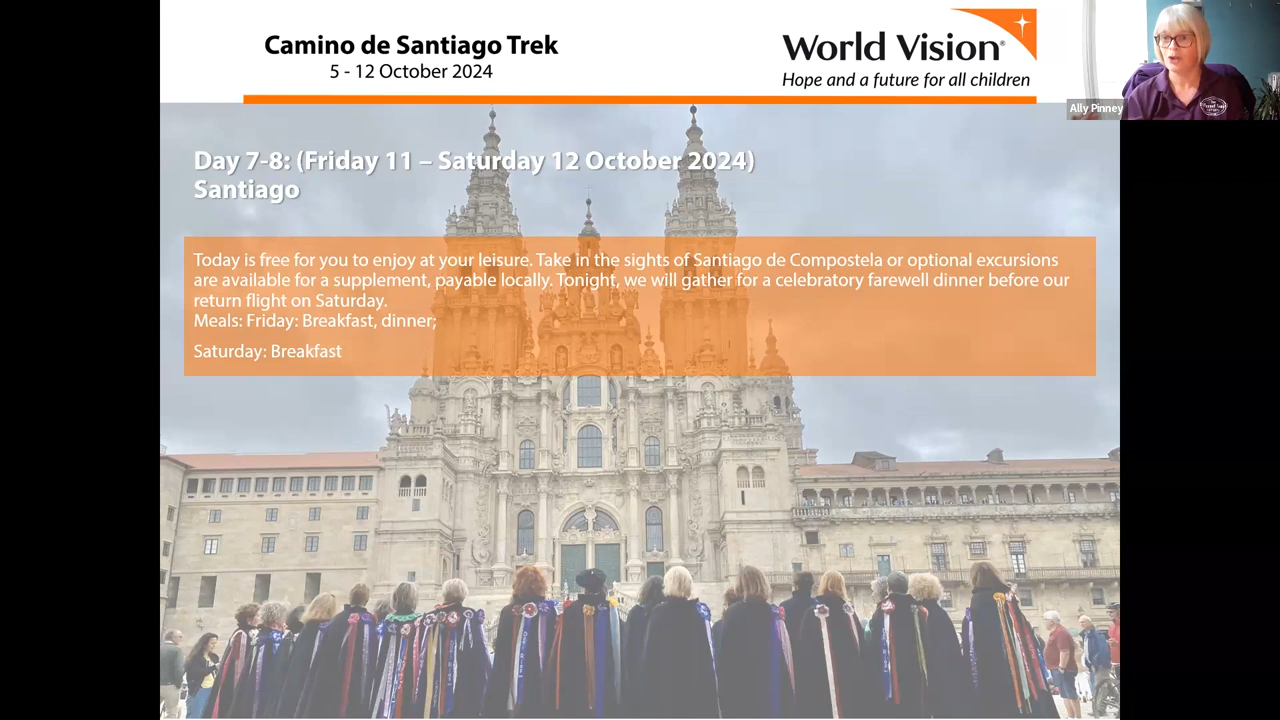 Camino de Santiago Trek
5 - 12 October 2024
World Vision®
Hope and a future for all children
Ally Pinney
Day 7-8: (Friday 11 – Saturday 12 October 2024)
Santiago
Today is free for you to enjoy at your leisure. Take in the sights of Santiago de Compostela or optional excursions
are available for a supplement, payable locally. Tonight, we will gather for a celebratory farewell dinner before our
return flight on Saturday.
Meals: Friday: Breakfast, dinner;
Saturday: Breakfast